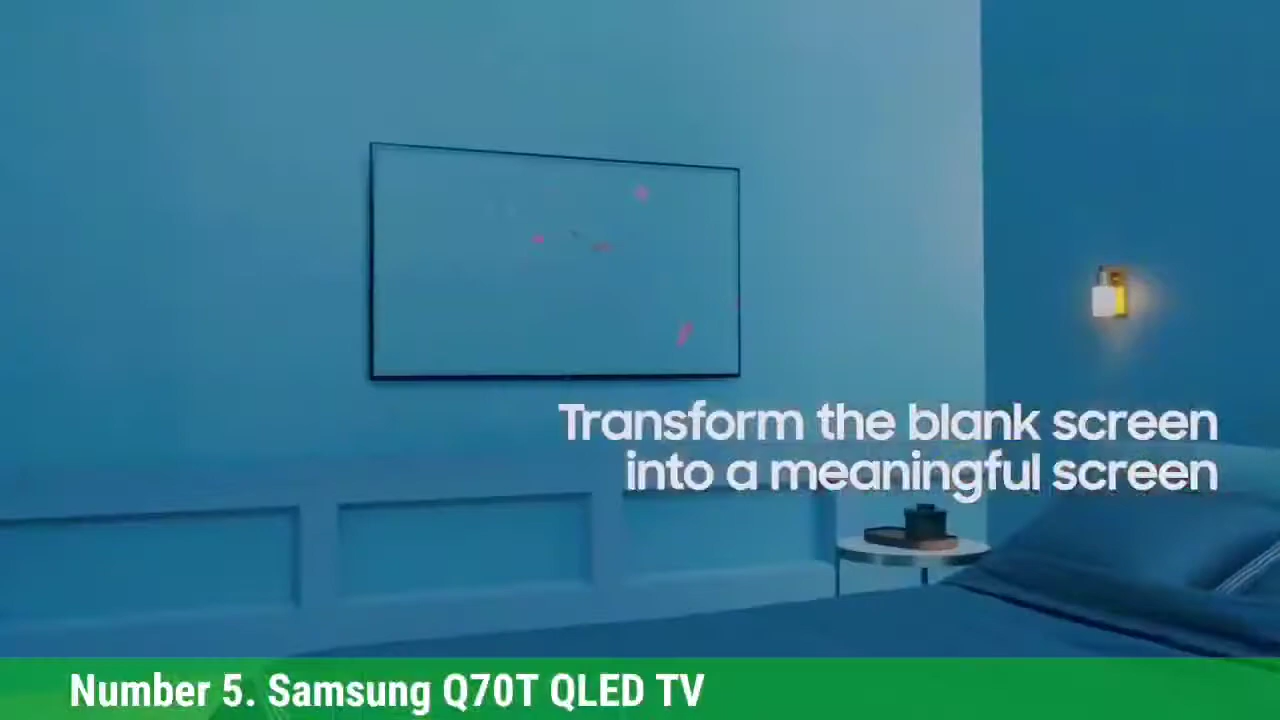 Transform the blank screen
into a meaningful screen
Number 5. Samsung Q70T QLED TV